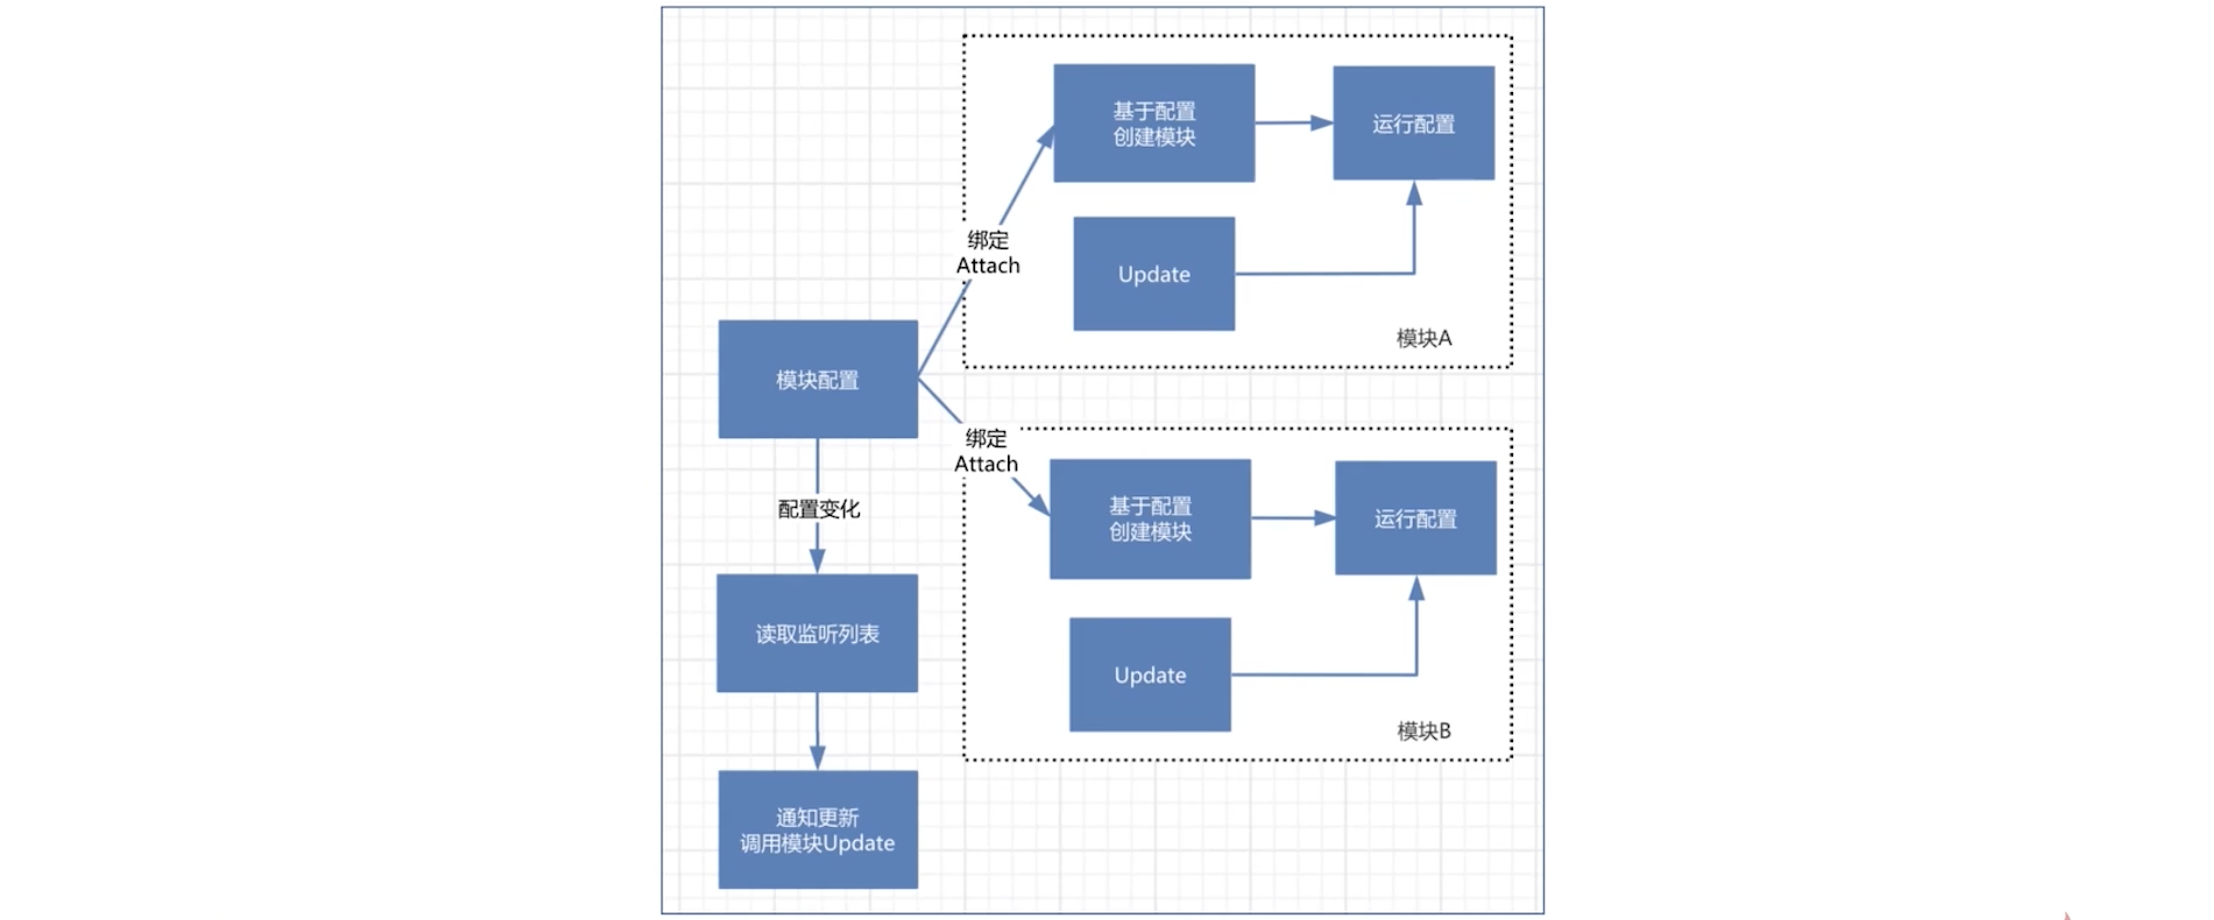 基于配置
创建模块
运行配置
绑定
Attach
Update
模块A
模块配置
绑定
Attach
基于配置
创建模块
运行配置
配置变化
Update
读取监听列表
模块B
通知更新
调用模块Update